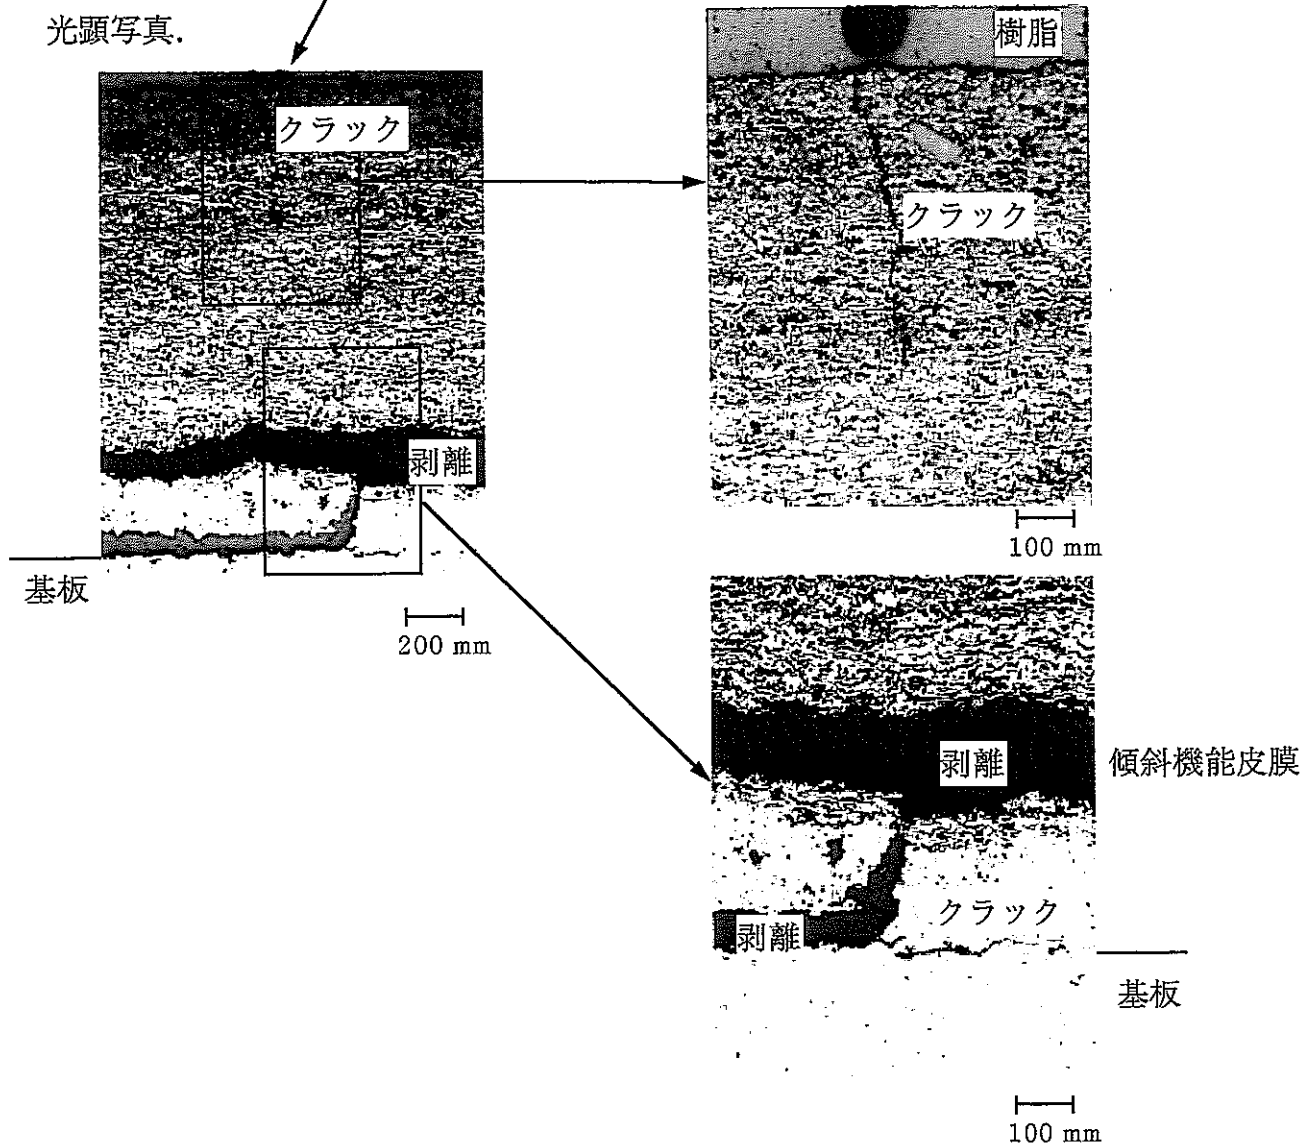 光顕写真.
クラック
剥離
基板
200 mm
樹脂
クラック
100 mm
剥離
傾斜機能皮膜
クラック
剥離
基板
100 mm